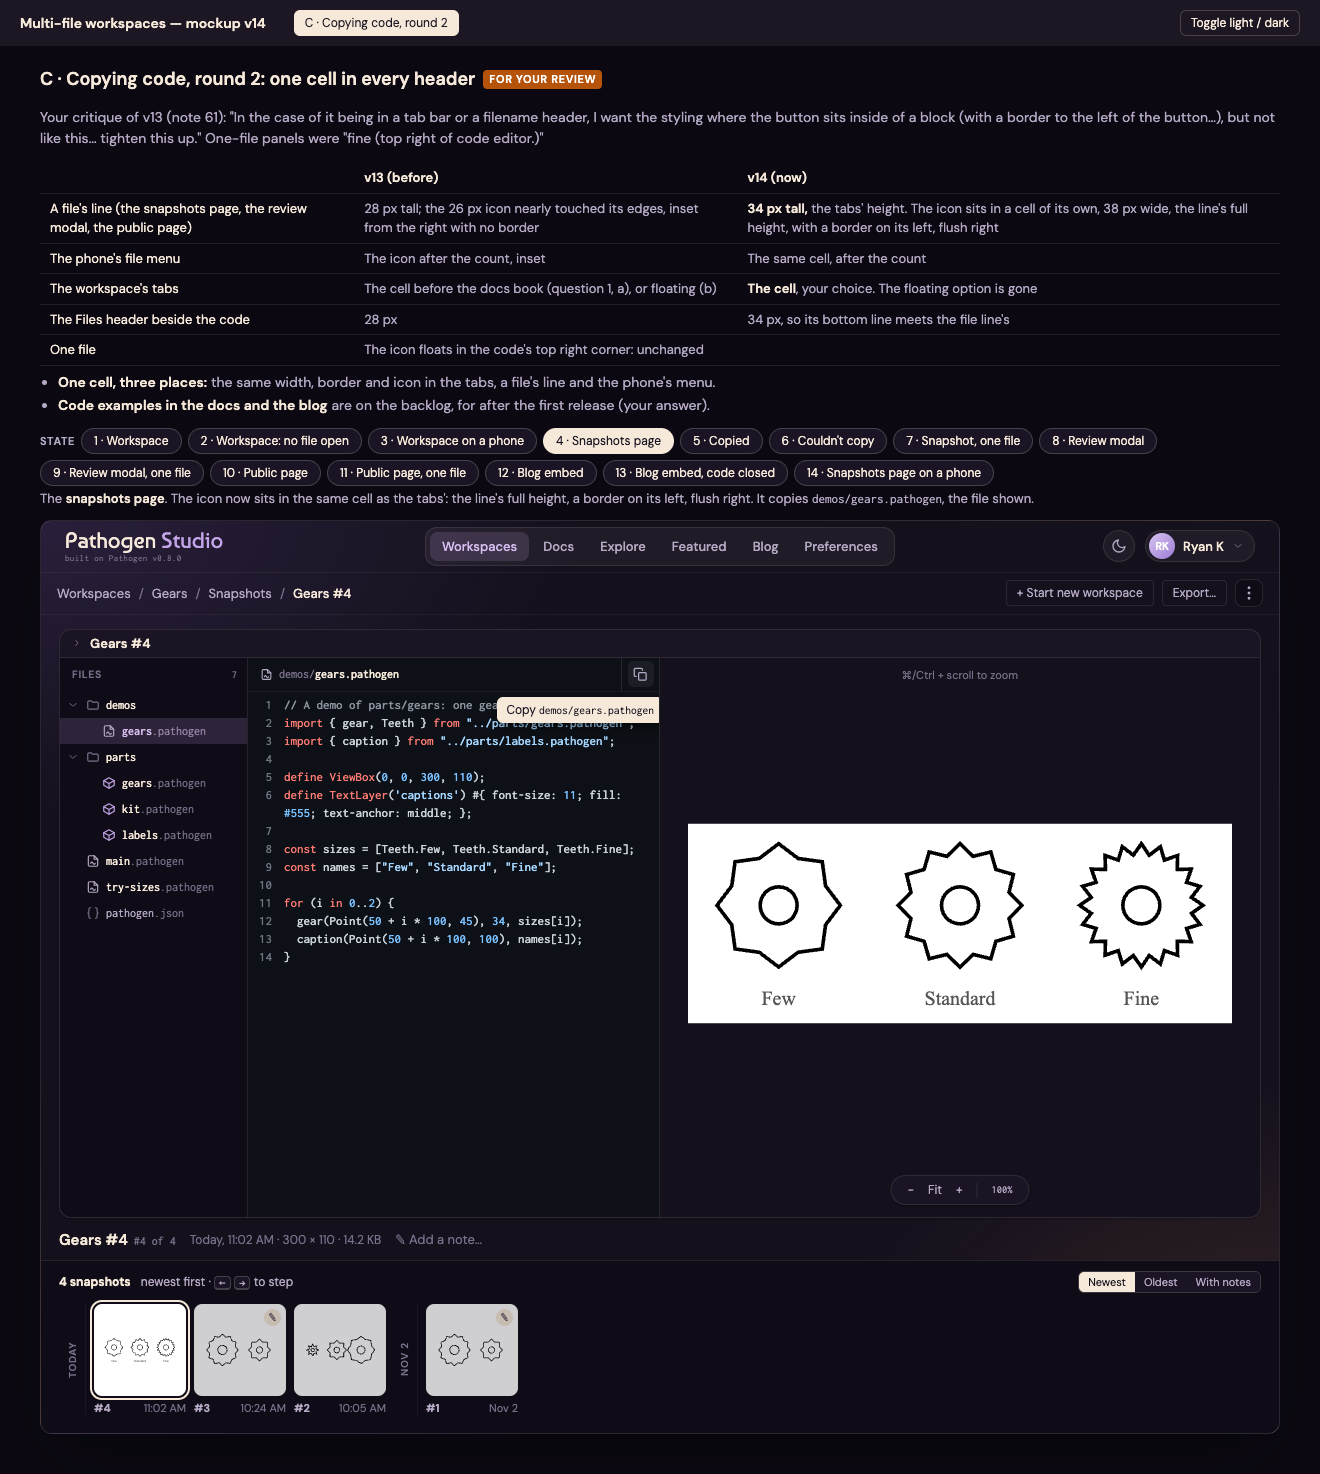 Multi-file workspaces — mockup v14
C · Copying code, round 2
Toggle light / dark
C · Copying code, round 2: one cell in every header
FOR YOUR REVIEW
Your critique of v13 (note 61): "In the case of it being in a tab bar or a filename header, I want the styling where the button sits inside of a block (with a border to the left of the button…), but not
like this… tighten this up." One-file panels were "fine (top right of code editor.)"
v13 (before)
v14 (now)
A file's line (the snapshots page, the review
modal, the public page)
28 px tall; the 26 px icon nearly touched its edges, inset
from the right with no border
34 px tall, the tabs' height. The icon sits in a cell of its own, 38 px wide, the line's full
height, with a border on its left, flush right
The phone's file menu
The icon after the count, inset
The same cell, after the count
The workspace's tabs
The cell before the docs book (question 1, a), or floating (b)
The cell, your choice. The floating option is gone
The Files header beside the code
28 px
34 px, so its bottom line meets the file line's
One file
The icon floats in the code's top right corner: unchanged
• One cell, three places: the same width, border and icon in the tabs, a file's line and the phone's menu.
• Code examples in the docs and the blog are on the backlog, for after the first release (your answer).
STATE
1 · Workspace
2 · Workspace: no file open
3 · Workspace on a phone
4 · Snapshots page
5 · Copied
6 · Couldn't copy
7 · Snapshot, one file
8 · Review modal
9 · Review modal, one file
10 · Public page
11 · Public page, one file
12 · Blog embed
13 · Blog embed, code closed
14 · Snapshots page on a phone
The snapshots page. The icon now sits in the same cell as the tabs': the line's full height, a border on its left, flush right. It copies demos/gears.pathogen, the file shown.
Pathogen Studio
built on Pathogen v0.8.0
Workspaces
Docs
Explore
Featured
Blog
Preferences
RK
Ryan K
Workspaces / Gears / Snapshots / Gears #4
+ Start new workspace
Export…
Gears #4
FILES
7
demos
gears.pathogen
parts
gears.pathogen
kit.pathogen
labels.pathogen
main.pathogen
try-sizes.pathogen
{} pathogen.json
demos/gears.pathogen
Copy demos/gears.pathogen
1 // A demo of parts/gears: one gea
2 import { gear, Teeth } from "../parts/gears.pathogen";
3 import { caption } from "../parts/labels.pathogen";
4
5 define ViewBox(0, 0, 300, 110);
6 define TextLayer('captions') #{ font-size: 11; fill:
#555; text-anchor: middle; };
7
8 const sizes = [Teeth.Few, Teeth.Standard, Teeth.Fine];
9 const names = ["Few", "Standard", "Fine"];
10
11 for (i in 0..2) {
12 gear(Point(50 + i * 100, 45), 34, sizes[i]);
13 caption(Point(50 + i * 100, 100), names[i]);
14 }
⌘/Ctrl + scroll to zoom
Few
Standard
Fine
− Fit + 100%
Gears #4 #4 of 4 Today, 11:02 AM · 300 × 110 · 14.2 KB ✎ Add a note…
4 snapshots newest first · ← → to step
Newest
Oldest
With notes
TODAY
#4 11:02 AM
#3 10:24 AM
#2 10:05 AM
NOV 2
#1 Nov 2